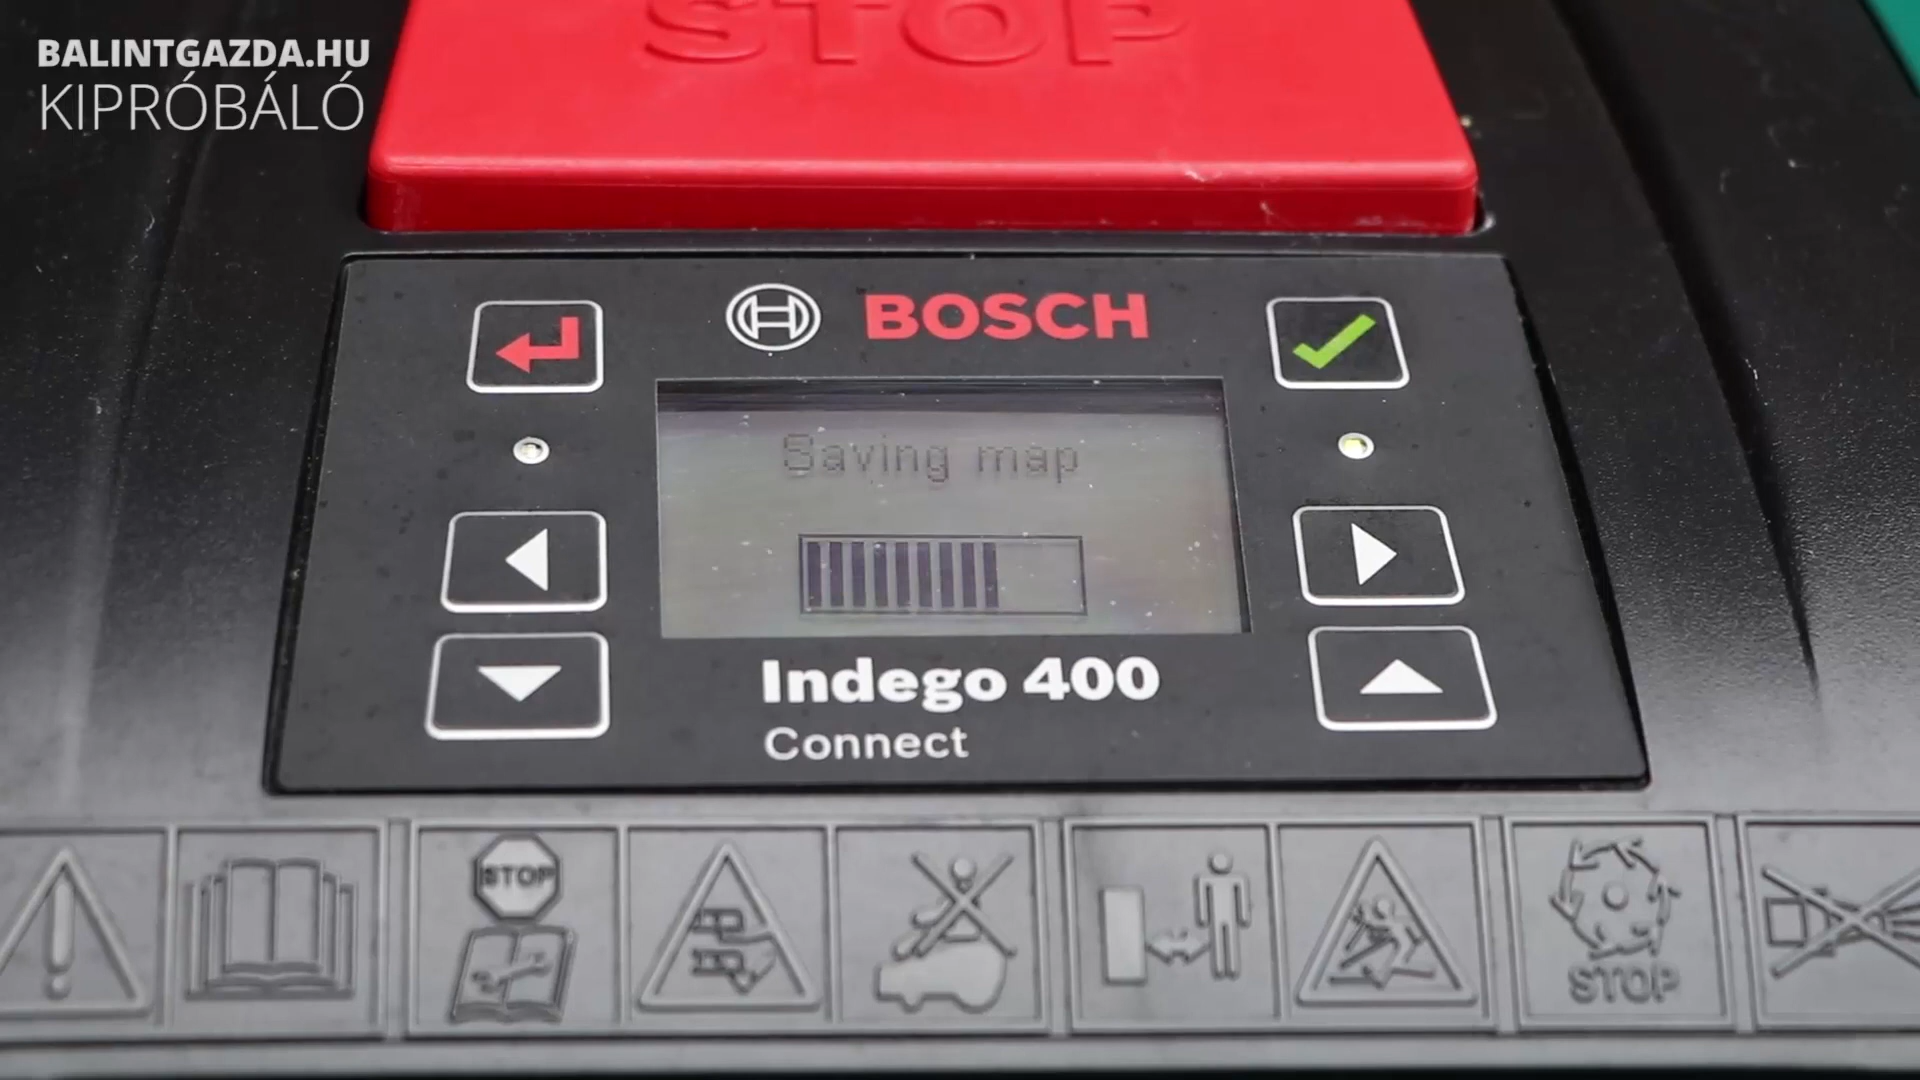 BALINTGAZDA.HU
KIPRÓBÁLÓ
STOP
BOSCH
Saving map
Indego 400
Connect
STOP
STOP